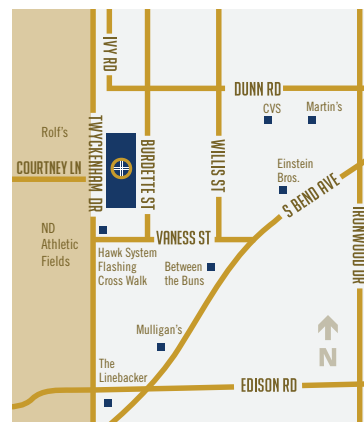 IVY RD
DUNN RD
CVS
Martin's
Rolf's
TWYCKENHAM DR
BURDETTE ST
WILLIS ST
COURTNEY LN
Einstein
Bros.
S BEND AVE
IRONWOOD DR
ND
Athletic
Fields
VANESS ST
Hawk System
Flashing
Cross Walk
Between
the Buns
Mulligan's
N
The
Linebacker
EDISON RD